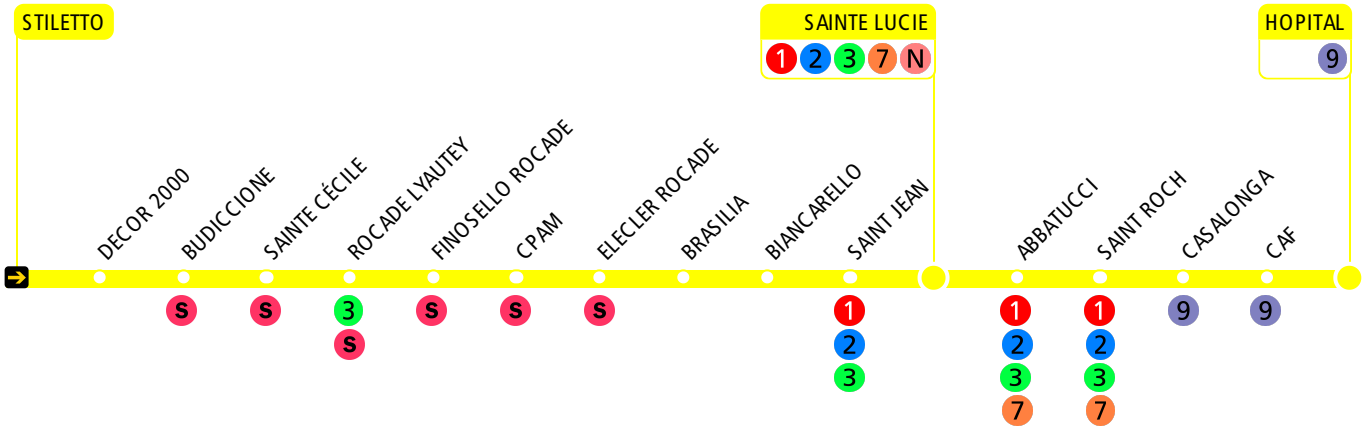 STILETTO
SAINTE LUCIE
1 2 3 7 N
HOPITAL
9
DECOR 2000
BUDICCIONE
SAINTE CÉCILE
ROCADE LYAUTEY
FINOSELLO ROCADE
CPAM
ELECLER ROCADE
BRASILIA
BIANCARELLO
SAINT JEAN
ABBATUCCI
SAINT ROCH
CASALONGA
CAF
S S 3 S S S 1 1 1 9 9
S 2 2 2
3 3 3
7 7